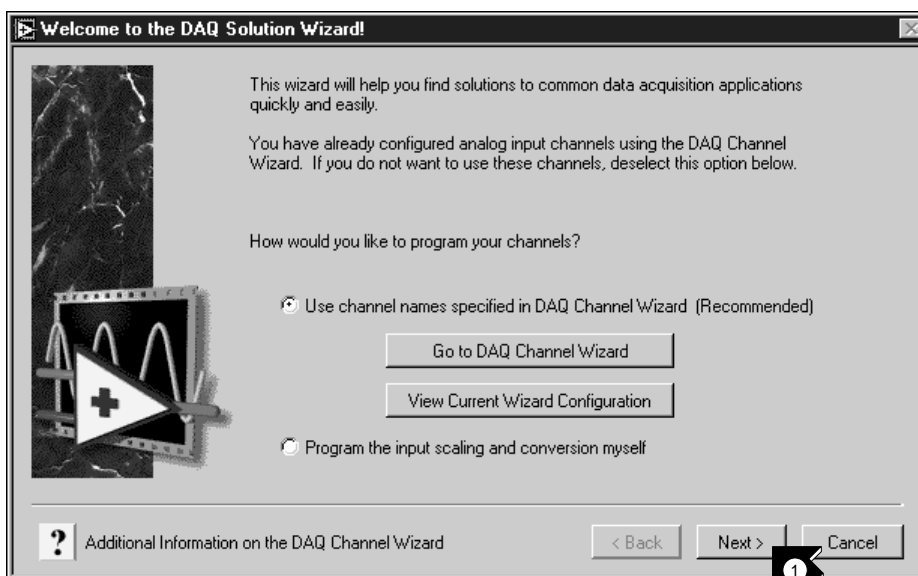 Welcome to the DAQ Solution Wizard!
This wizard will help you find solutions to common data acquisition applications
quickly and easily.
You have already configured analog input channels using the DAQ Channel
Wizard. If you do not want to use these channels, deselect this option below.
How would you like to program your channels?
Use channel names specified in DAQ Channel Wizard (Recommended)
Go to DAQ Channel Wizard
View Current Wizard Configuration
Program the input scaling and conversion myself
? Additional Information on the DAQ Channel Wizard
< Back
Next >
Cancel
1